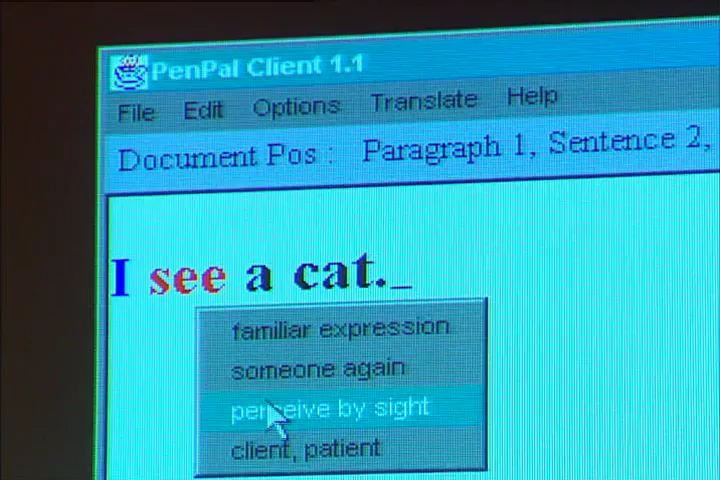 PenPal Client 1.1
File Edit Options Translate Help
Document Pos : Paragraph 1, Sentence 2,
I see a cat._
familiar expression
someone again
perceive by sight
client, patient